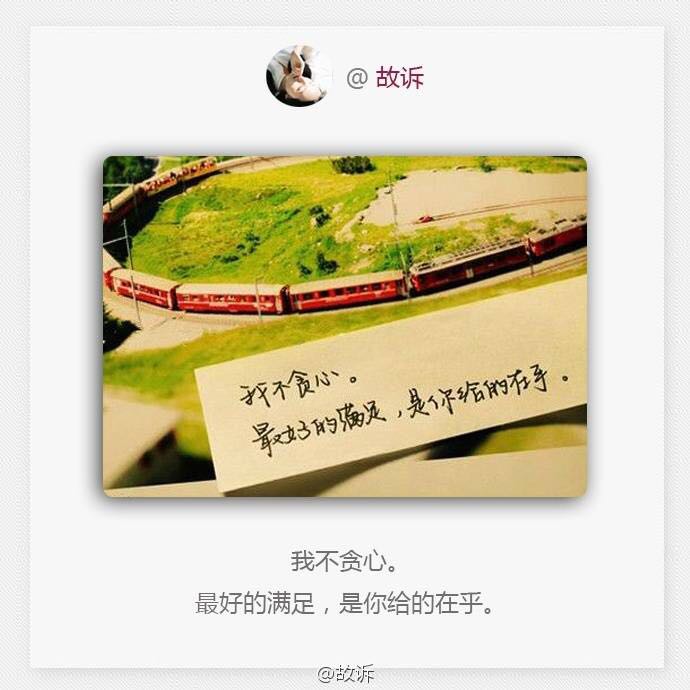 @ 故诉
我不贪心。
最好的满足，是你给的在乎。
我不贪心。
最好的满足，是你给的在乎。
@故诉